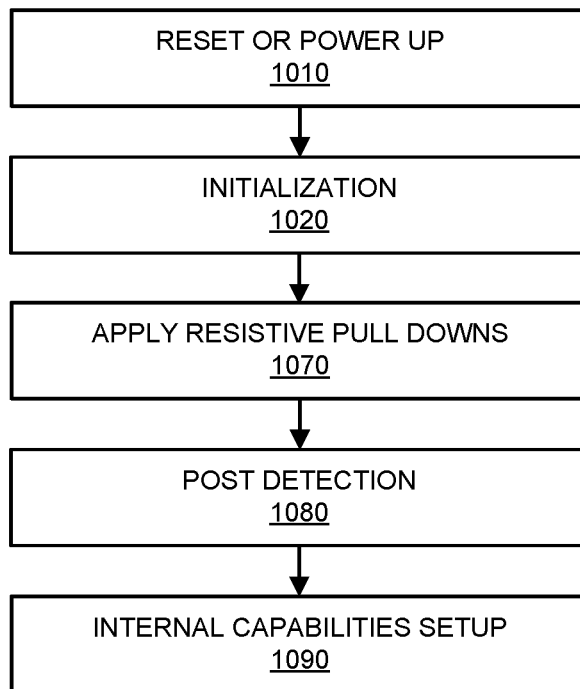 RESET OR POWER UP
1010
INITIALIZATION
1020
APPLY RESISTIVE PULL DOWNS
1070
POST DETECTION
1080
INTERNAL CAPABILITIES SETUP
1090